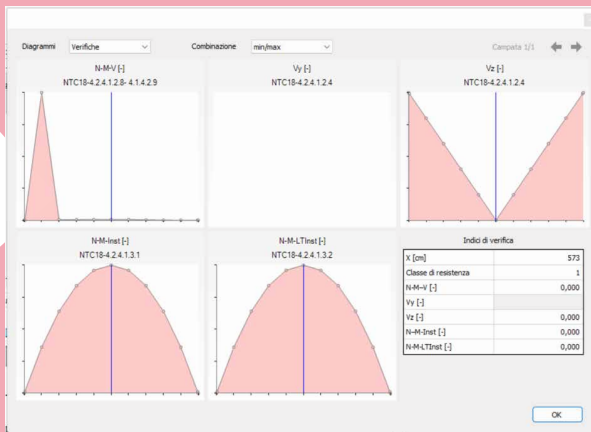 Diagrammi Verifiche Combinazione min/max Campata 1/1
N-M-V [-]
NTC18-4.2.4.1.2.8- 4.1.4.2.9
Vy [-]
NTC18-4.2.4.1.2.4
Vz [-]
NTC18-4.2.4.1.2.4
N-M-Inst [-]
NTC18-4.2.4.1.3.1
N-M-LTInst [-]
NTC18-4.2.4.1.3.2
Indici di verifica
X [cm] 573
Classe di resistenza 1
N-M-V [-] 0,000
Vy [-]
Vz [-] 0,000
N-M-Inst [-] 0,000
N-M-LTInst [-] 0,000
OK